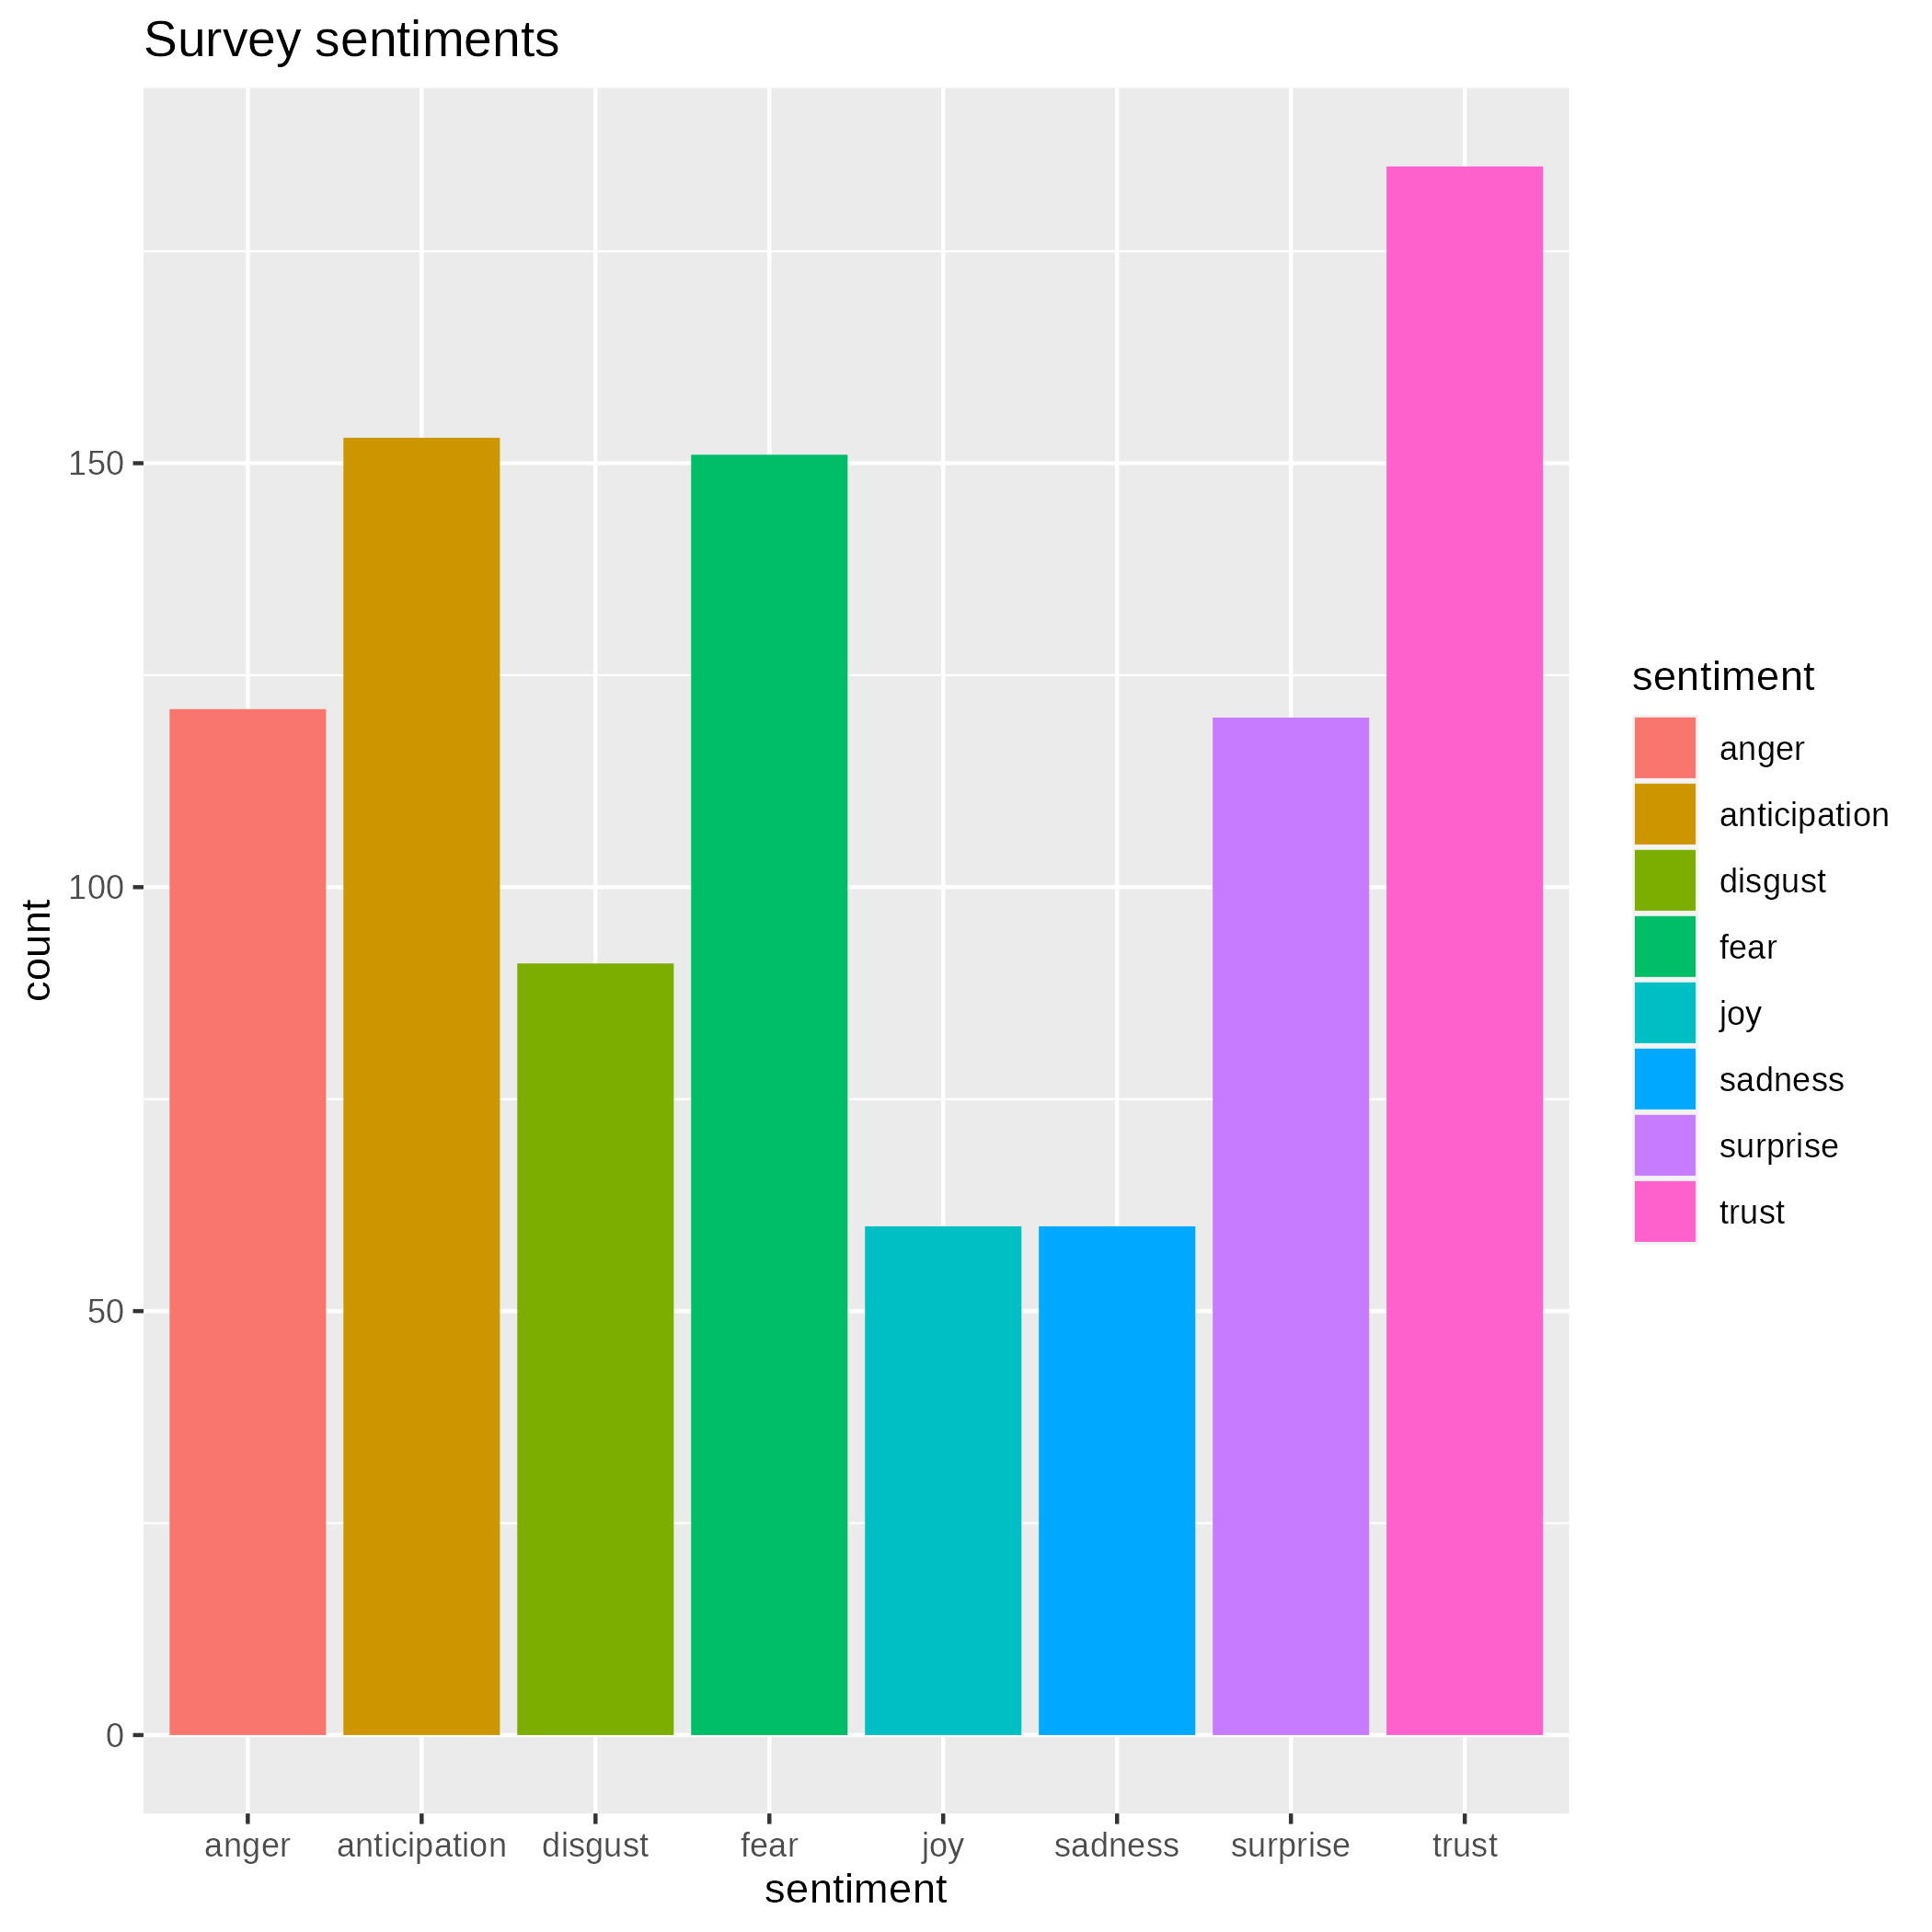 Survey sentiments
count
150
100
50
0
anger anticipation disgust fear joy sadness surprise trust
sentiment
sentiment
anger
anticipation
disgust
fear
joy
sadness
surprise
trust